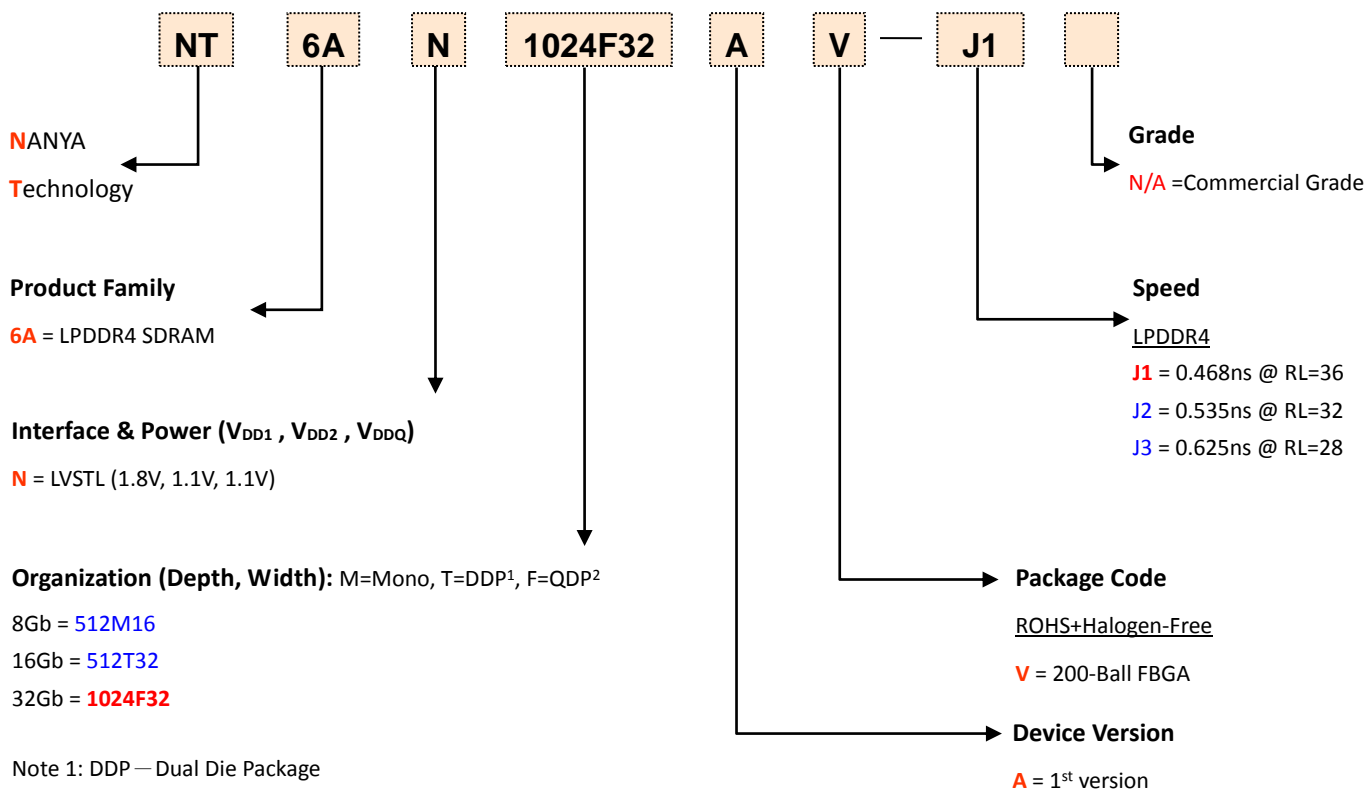 NT 6A N 1024F32 A V — J1
NANYA
Technology
Grade
N/A =Commercial Grade
Product Family
6A = LPDDR4 SDRAM
Speed
LPDDR4
J1 = 0.468ns @ RL=36
J2 = 0.535ns @ RL=32
J3 = 0.625ns @ RL=28
Interface & Power (VDD1 , VDD2 , VDDQ)
N = LVSTL (1.8V, 1.1V, 1.1V)
Organization (Depth, Width): M=Mono, T=DDP¹, F=QDP²
8Gb = 512M16
16Gb = 512T32
32Gb = 1024F32
Package Code
ROHS+Halogen-Free
V = 200-Ball FBGA
Device Version
A = 1st version
Note 1: DDP—Dual Die Package